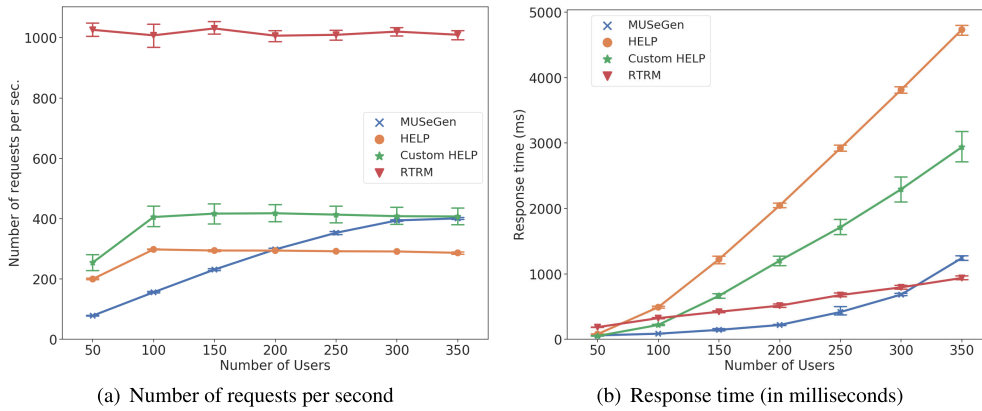 1000
800
600
400
200
0
Number of requests per sec.
MUSeGen
HELP
Custom HELP
RTRM
50 100 150 200 250 300 350
Number of Users
(a) Number of requests per second
5000
4000
3000
2000
1000
0
Response time (ms)
MUSeGen
HELP
Custom HELP
RTRM
50 100 150 200 250 300 350
Number of Users
(b) Response time (in milliseconds)